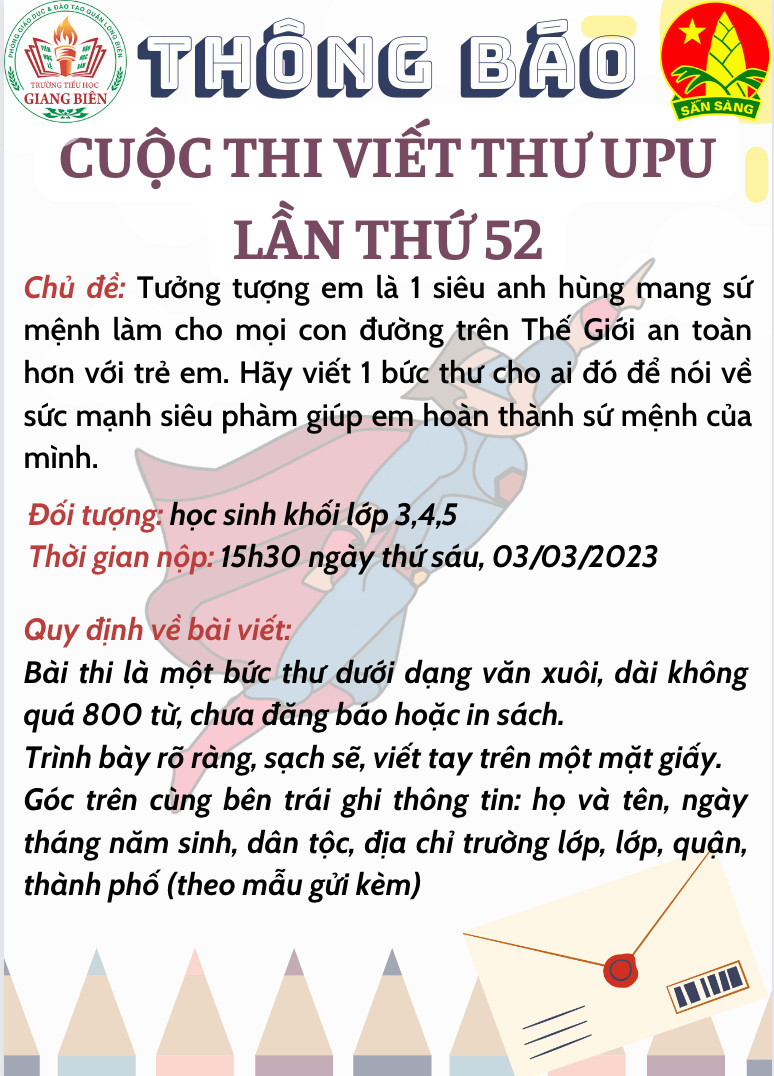 PHÒNG GIÁO DỤC & ĐÀO TẠO QUẬN LONG BIÊN
TRƯỜNG TIỂU HỌC
GIANG BIÊN
THÔNG BÁO
SẴN SÀNG
CUỘC THI VIẾT THƯ UPU
LẦN THỨ 52
Chủ đề: Tưởng tượng em là 1 siêu anh hùng mang sứ
mệnh làm cho mọi con đường trên Thế Giới an toàn
hơn với trẻ em. Hãy viết 1 bức thư cho ai đó để nói về
sức mạnh siêu phàm giúp em hoàn thành sứ mệnh của
mình.
Đối tượng: học sinh khối lớp 3,4,5
Thời gian nộp: 15h30 ngày thứ sáu, 03/03/2023
Quy định về bài viết:
Bài thi là một bức thư dưới dạng văn xuôi, dài không
quá 800 từ, chưa đăng báo hoặc in sách.
Trình bày rõ ràng, sạch sẽ, viết tay trên một mặt giấy.
Góc trên cùng bên trái ghi thông tin: họ và tên, ngày
tháng năm sinh, dân tộc, địa chỉ trường lớp, lớp, quận,
thành phố (theo mẫu gửi kèm)